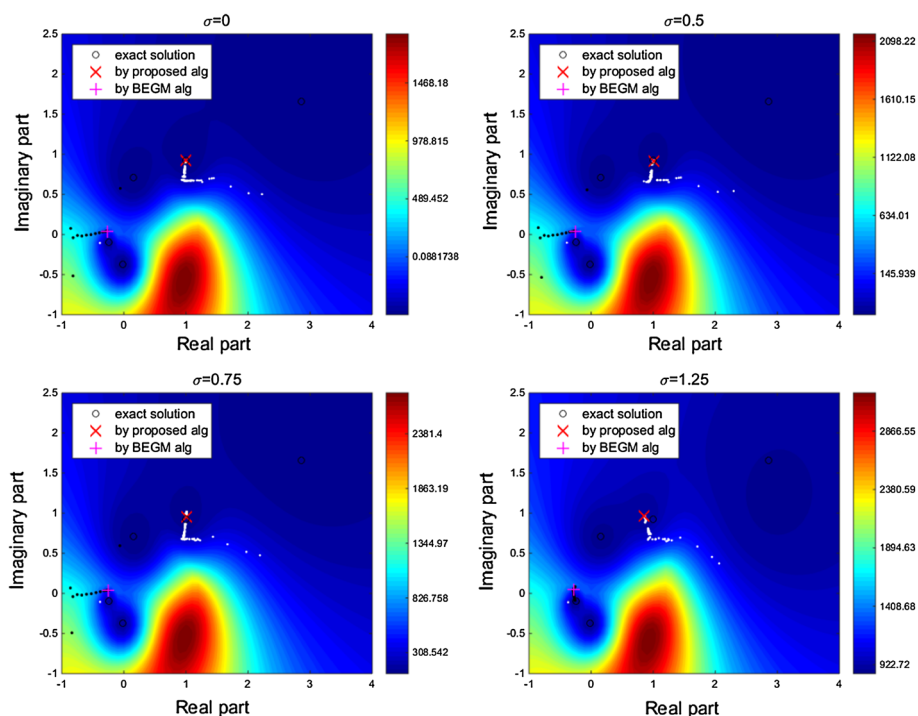 σ=0
2.5
2
1.5
1
0.5
0
-0.5
-1
Imaginary part
exact solution
by proposed alg
by BEGM alg
-1 0 1 2 3 4
Real part
1468.18
978.815
489.452
0.0881738
σ=0.5
2.5
2
1.5
1
0.5
0
-0.5
-1
Imaginary part
exact solution
by proposed alg
by BEGM alg
-1 0 1 2 3 4
Real part
2098.22
1610.15
1122.08
634.01
145.939
σ=0.75
2.5
2
1.5
1
0.5
0
-0.5
-1
Imaginary part
exact solution
by proposed alg
by BEGM alg
-1 0 1 2 3 4
Real part
2381.4
1863.19
1344.97
826.758
308.542
σ=1.25
2.5
2
1.5
1
0.5
0
-0.5
-1
Imaginary part
exact solution
by proposed alg
by BEGM alg
-1 0 1 2 3 4
Real part
2866.55
2380.59
1894.63
1408.68
922.72